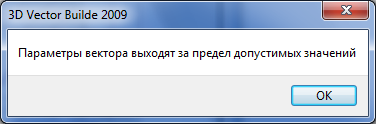 3D Vector Builde 2009
Параметры вектора выходят за предел допустимых значений
OK